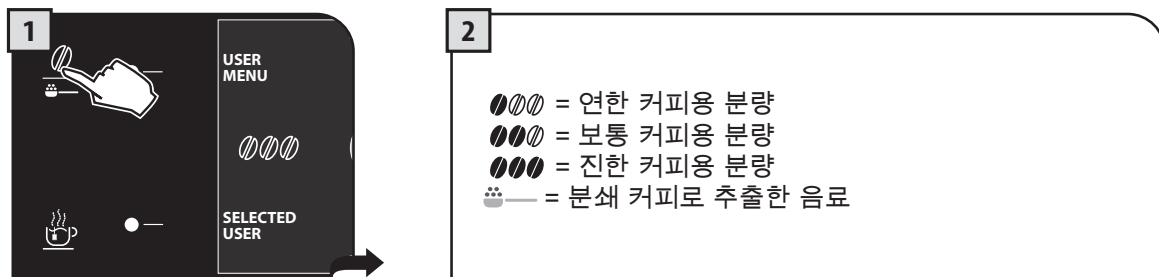 1
USER
MENU
SELECTED
USER
2
= 연한 커피용 분량
= 보통 커피용 분량
= 진한 커피용 분량
= 분쇄 커피로 추출한 음료